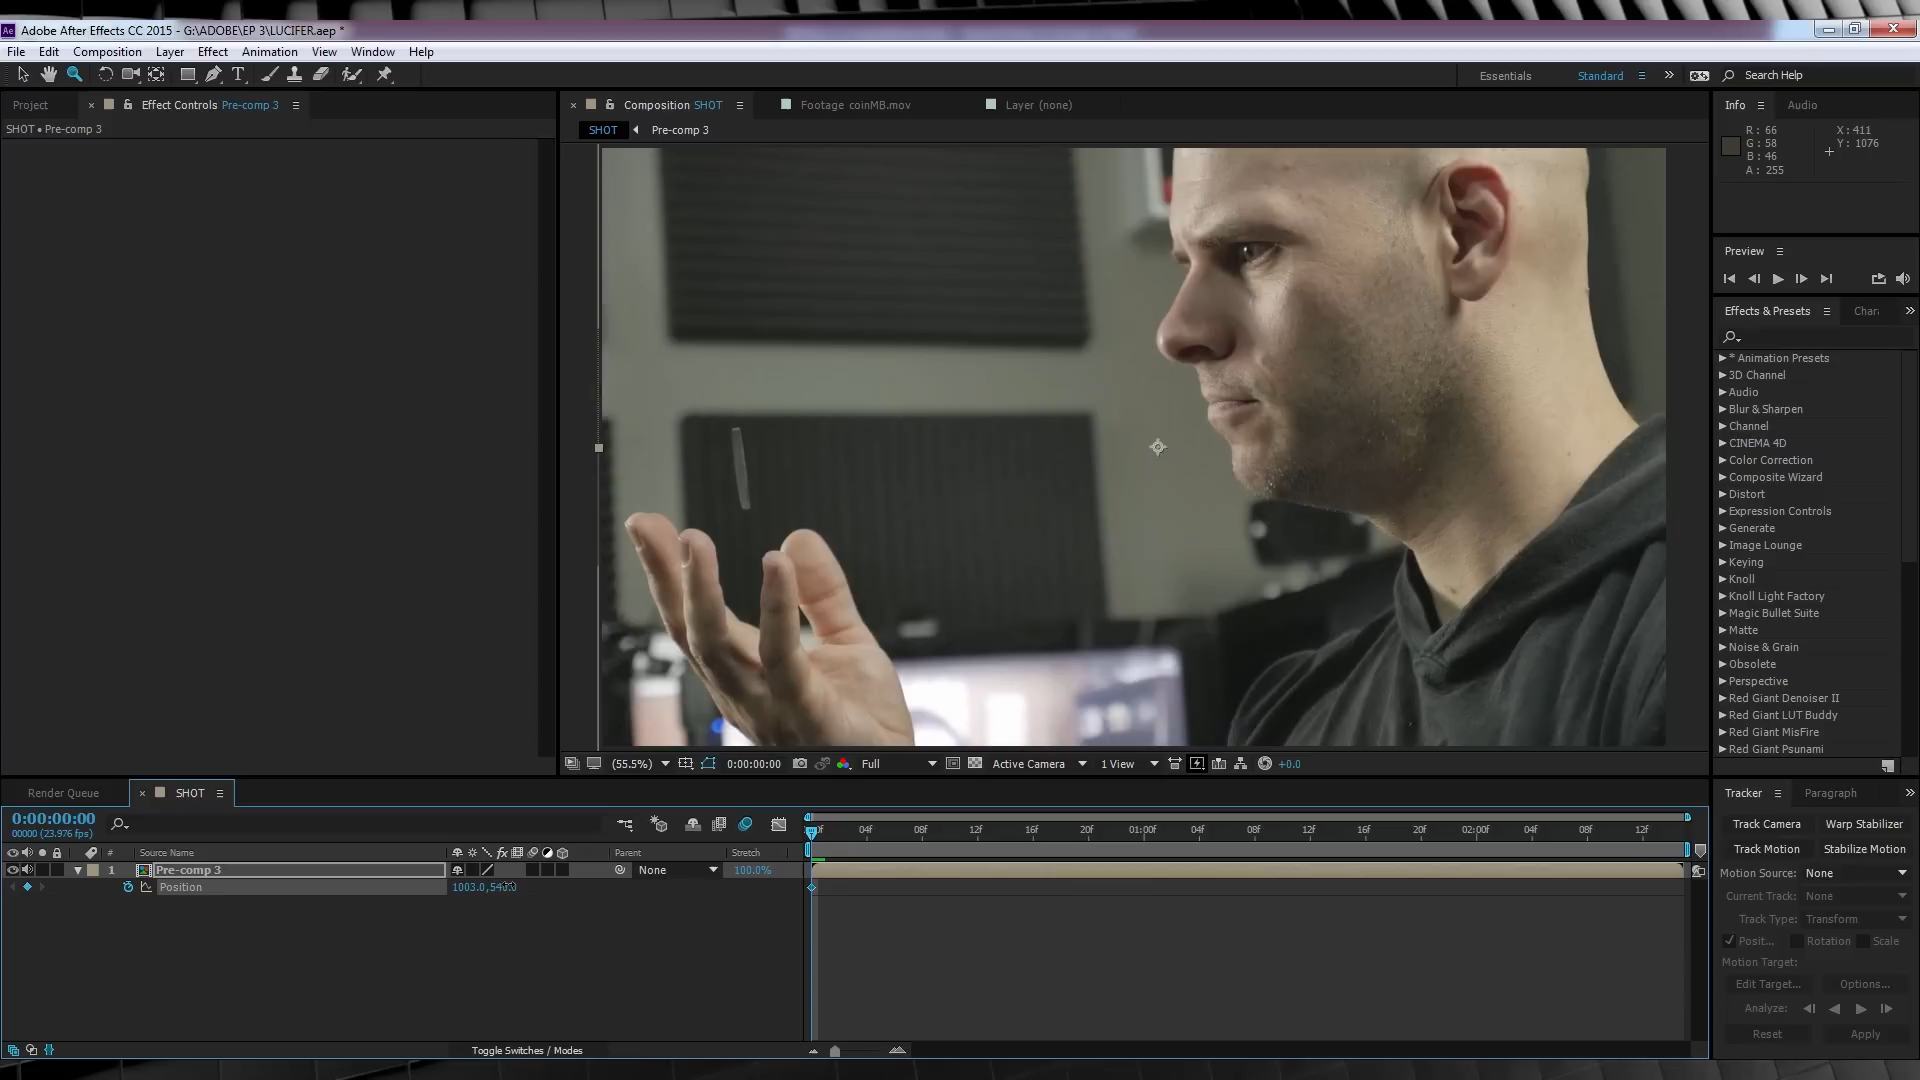 Adobe After Effects CC 2015 - G:\ADOBE\EP 3\LUCIFER.aep *
File Edit Composition Layer Effect Animation View Window Help
Essentials Standard Search Help
Project Effect Controls Pre-comp 3
SHOT • Pre-comp 3
Composition SHOT Footage coinMB.mov Layer (none)
SHOT Pre-comp 3
Info Audio
R: 66
G: 58
B: 46
A: 255
X: 411
Y: 1076
Preview
Effects & Presets Chara
* Animation Presets
3D Channel
Audio
Blur & Sharpen
Channel
CINEMA 4D
Color Correction
Composite Wizard
Distort
Expression Controls
Generate
Image Lounge
Keying
Knoll
Knoll Light Factory
Magic Bullet Suite
Matte
Noise & Grain
Obsolete
Perspective
Red Giant Denoiser II
Red Giant LUT Buddy
Red Giant MisFire
Red Giant Psunami
(55.5%) 0:00:00:00 Full Active Camera 1 View +0.0
Render Queue SHOT
0:00:00:00
00000 (23.976 fps)
04f 08f 12f 16f 20f 01:00f 04f 08f 12f 16f 20f 02:00f 04f 08f 12f
# Source Name Parent Stretch
1 Pre-comp 3 None 100.0%
Position
Toggle Switches / Modes
Tracker Paragraph
Track Camera Warp Stabilizer
Track Motion Stabilize Motion
Motion Source: None
Current Track: None
Track Type: Transform
Posit... Rotation Scale
Motion Target:
Edit Target... Options...
Analyze:
Reset Apply